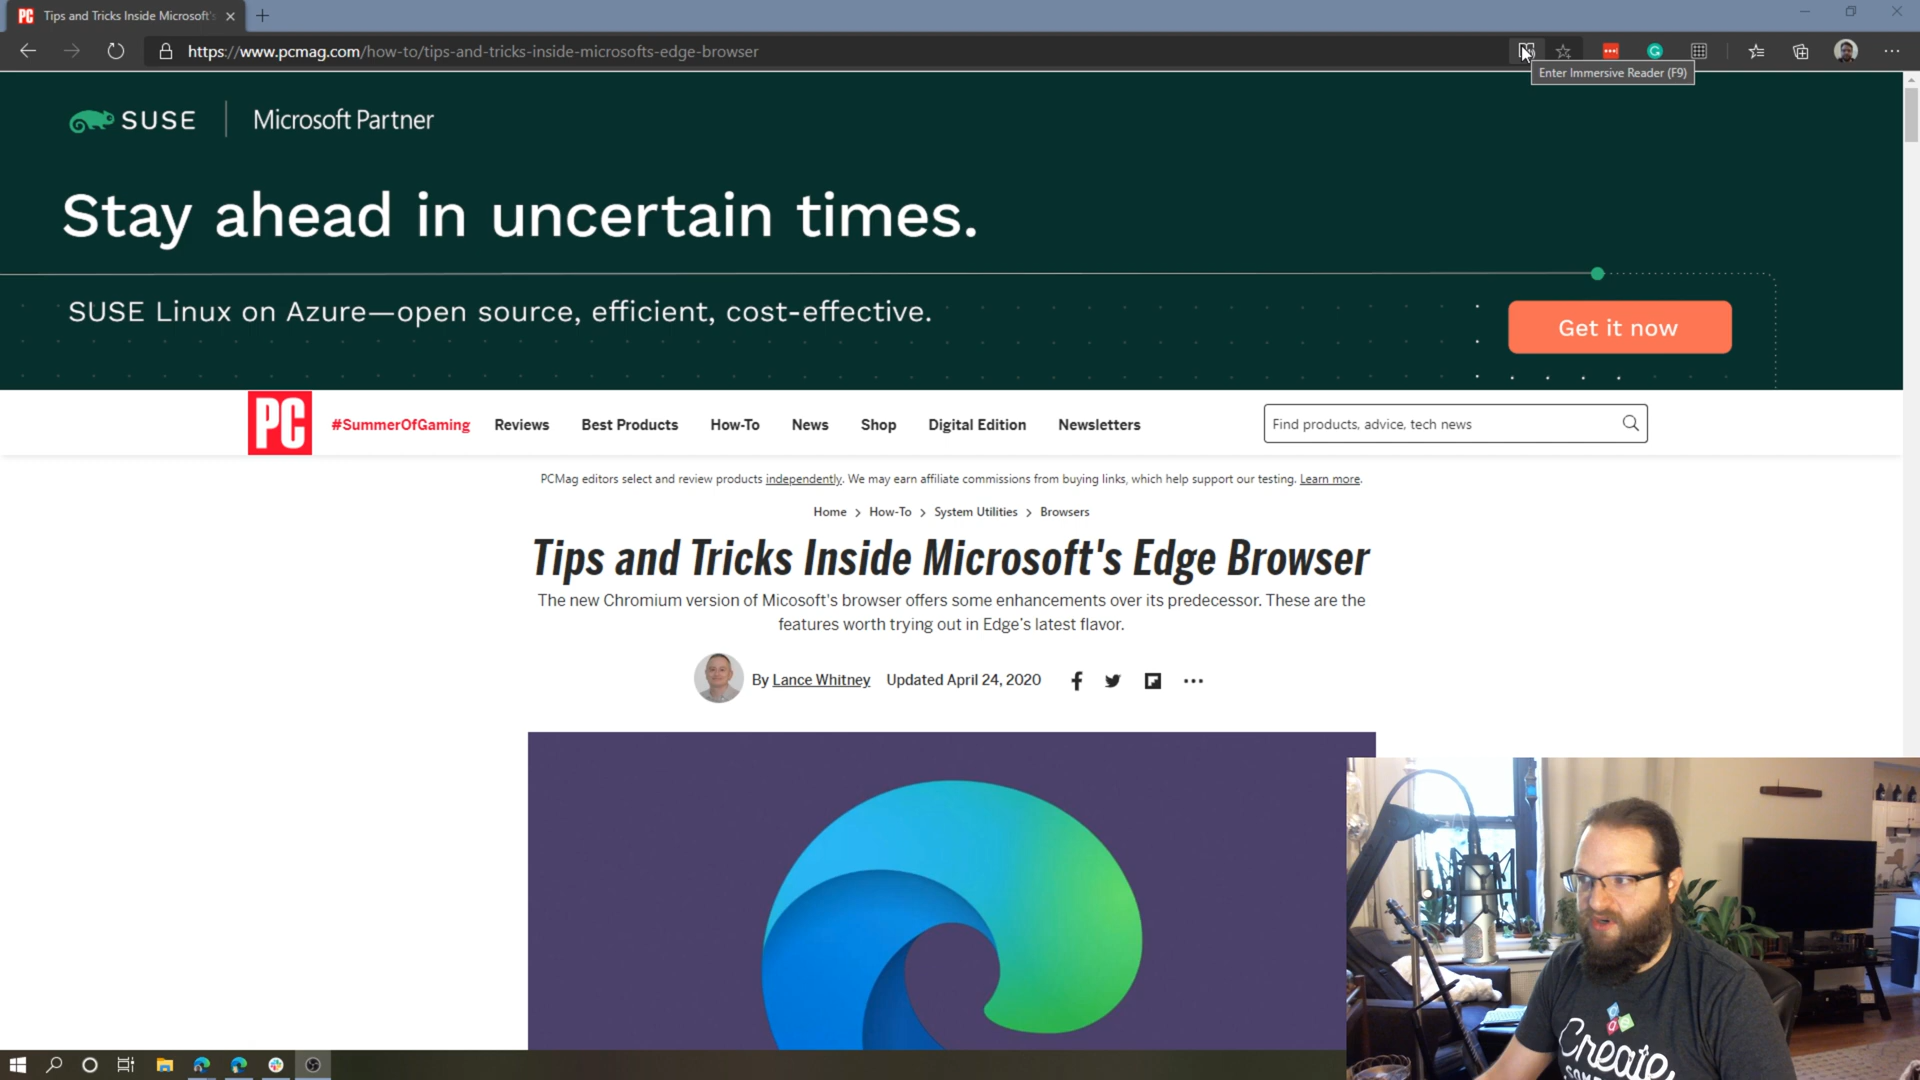 PC Tips and Tricks Inside Microsoft's
https://www.pcmag.com/how-to/tips-and-tricks-inside-microsofts-edge-browser
Enter Immersive Reader (F9)
SUSE Microsoft Partner
Stay ahead in uncertain times.
SUSE Linux on Azure—open source, efficient, cost-effective.
Get it now
PC #SummerOfGaming Reviews Best Products How-To News Shop Digital Edition Newsletters Find products, advice, tech news
PCMag editors select and review products independently. We may earn affiliate commissions from buying links, which help support our testing. Learn more.
Home > How-To > System Utilities > Browsers
Tips and Tricks Inside Microsoft's Edge Browser
The new Chromium version of Micosoft's browser offers some enhancements over its predecessor. These are the
features worth trying out in Edge's latest flavor.
By Lance Whitney Updated April 24, 2020
Create